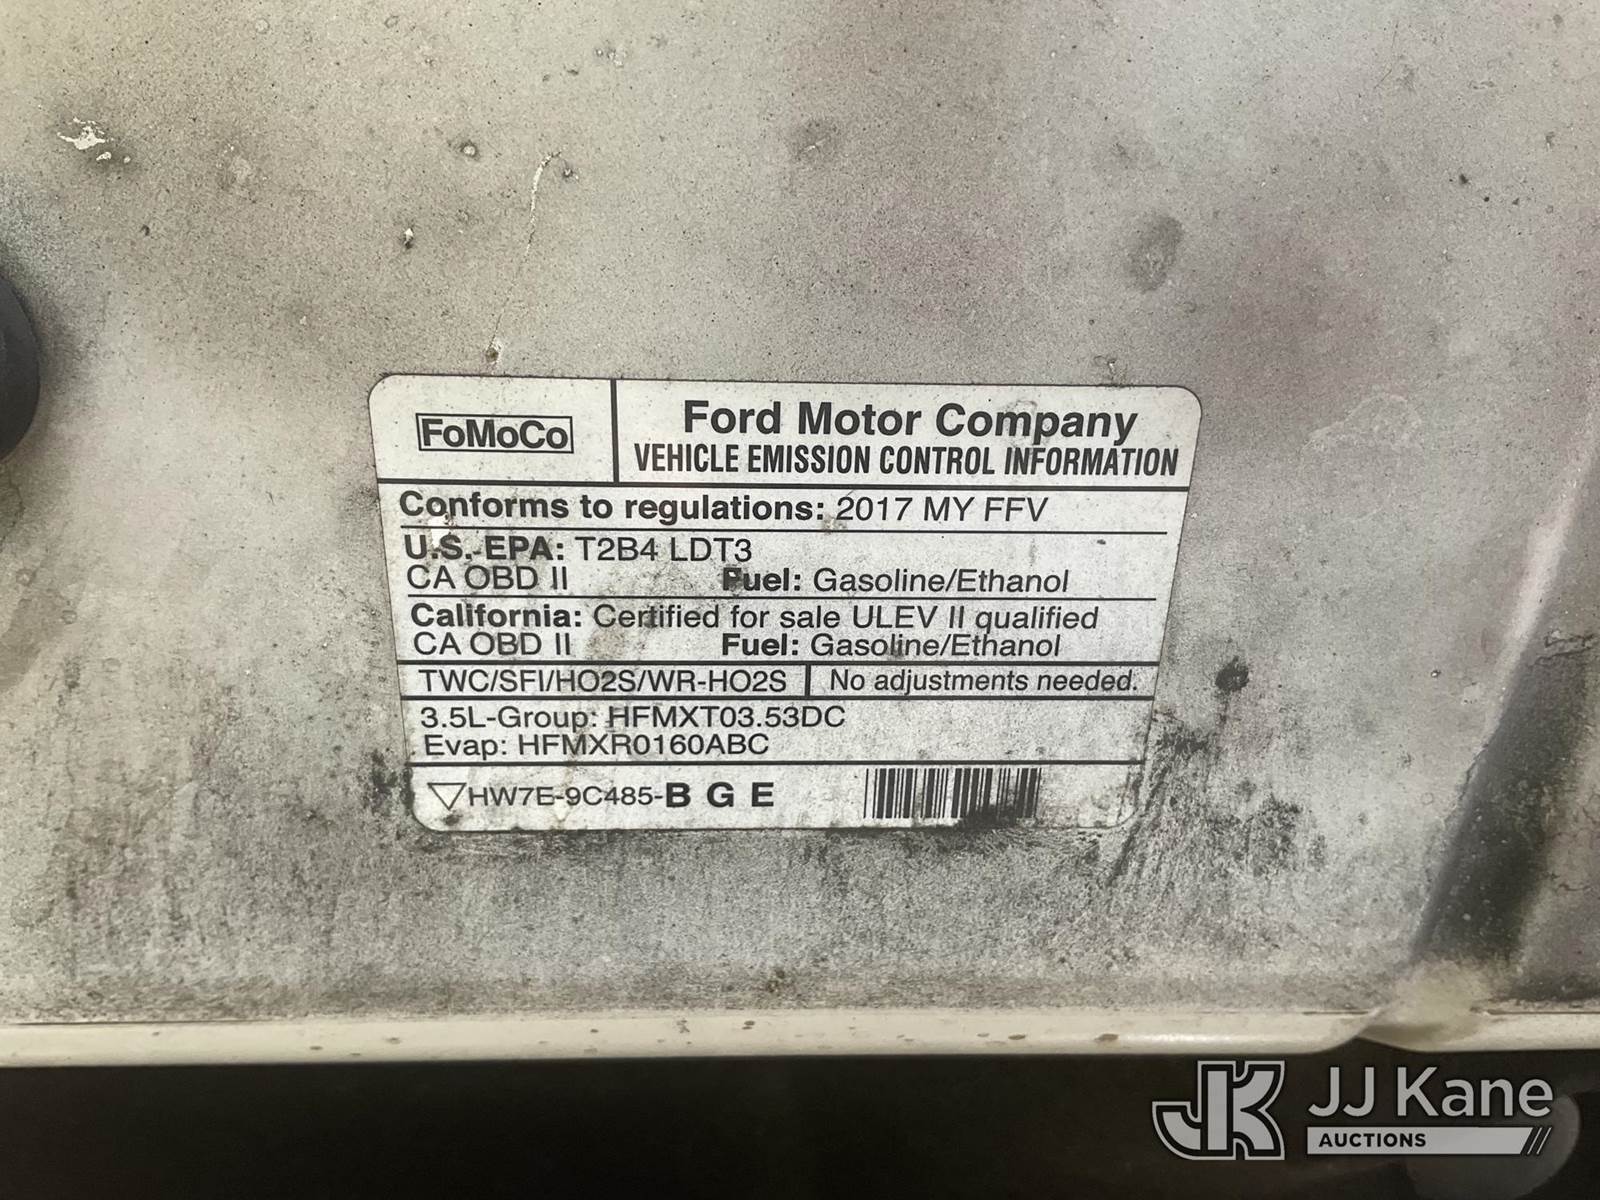 FoMoCo
Ford Motor Company
VEHICLE EMISSION CONTROL INFORMATION
Conforms to regulations: 2017 MY FFV
U.S. EPA: T2B4 LDT3
CA OBD II Fuel: Gasoline/Ethanol
California: Certified for sale ULEV II qualified
CA OBD II Fuel: Gasoline/Ethanol
TWC/SFI/HO2S/WR-HO2S No adjustments needed.
3.5L-Group: HFMXT03.53DC
Evap: HFMXR0160ABC
HW7E-9C485-B G E
JK JJ Kane
AUCTIONS